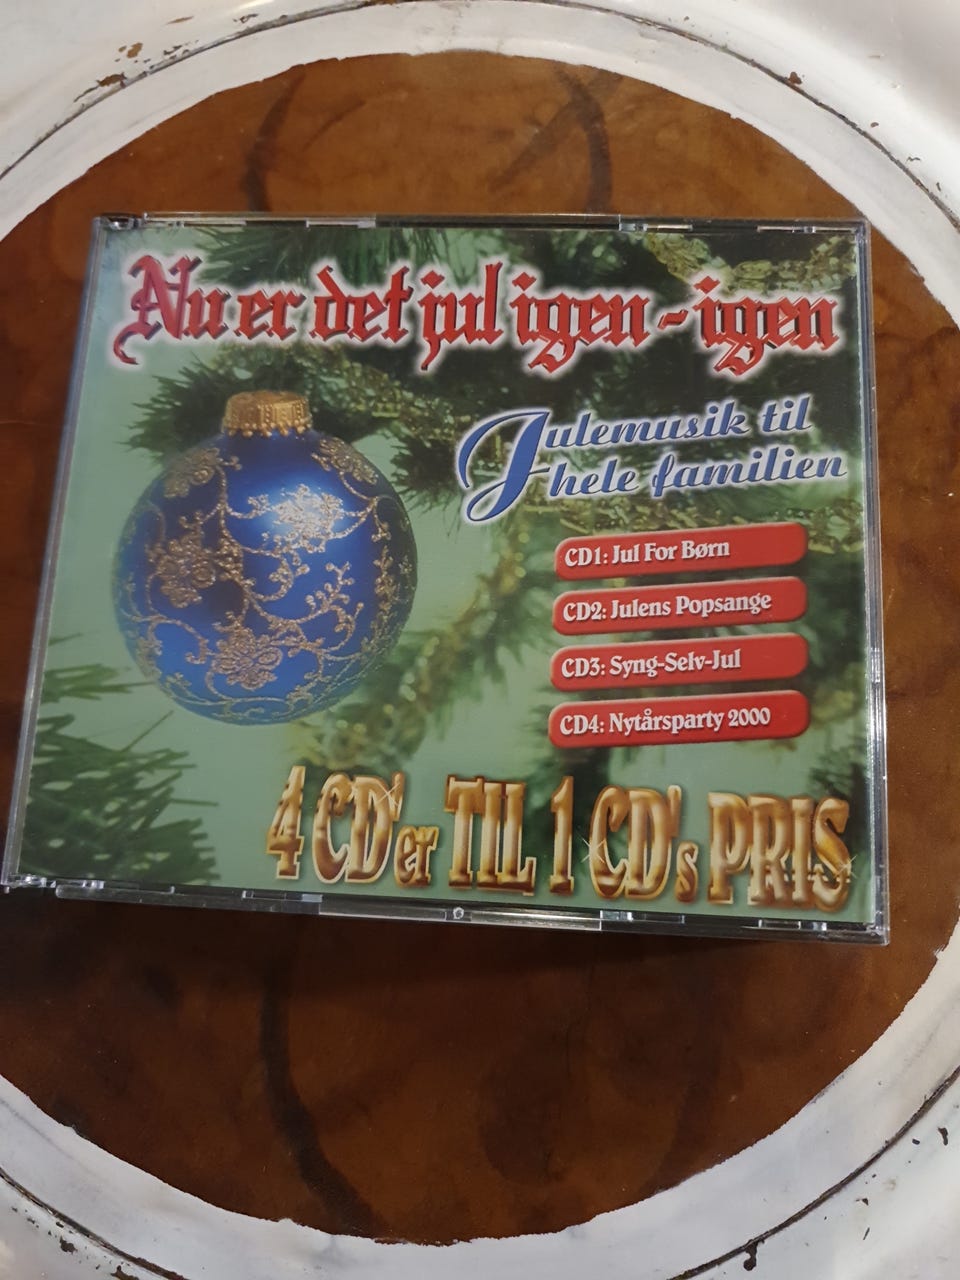 Nu er det jul igen - igen
Julemusik til
hele familien
CD1: Jul For Børn
CD2: Julens Popsange
CD3: Syng-Selv-Jul
CD4: Nytårsparty 2000
4 CD'er TIL 1 CD's PRIS